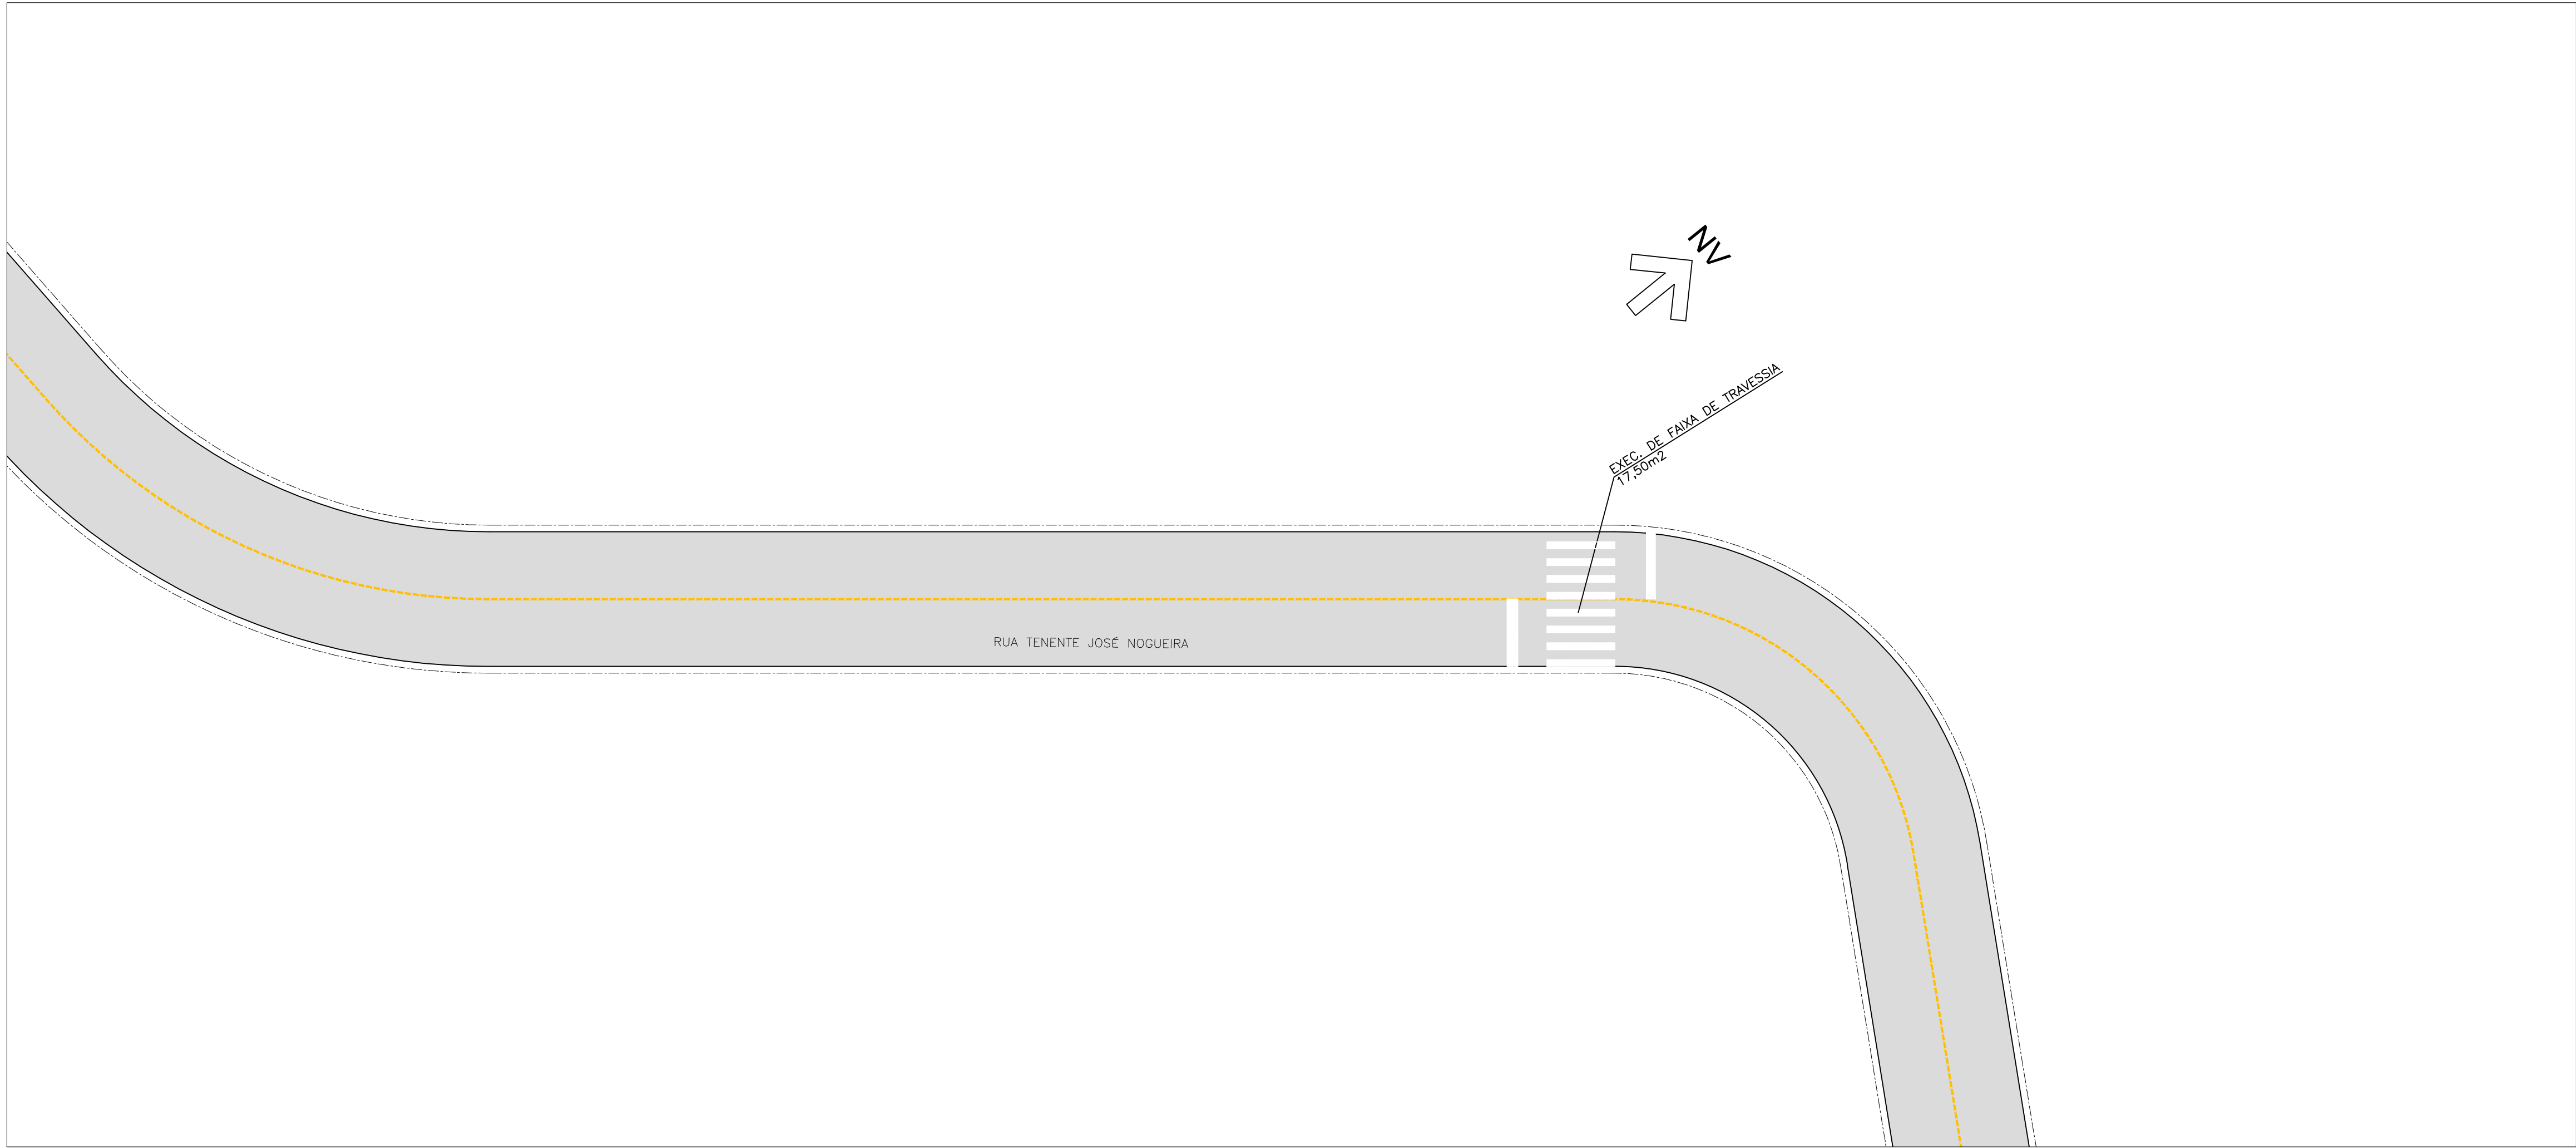 NV
EXEC. DE FAIXA DE TRAVESSIA
17,50m2
RUA TENENTE JOSÉ NOGUEIRA